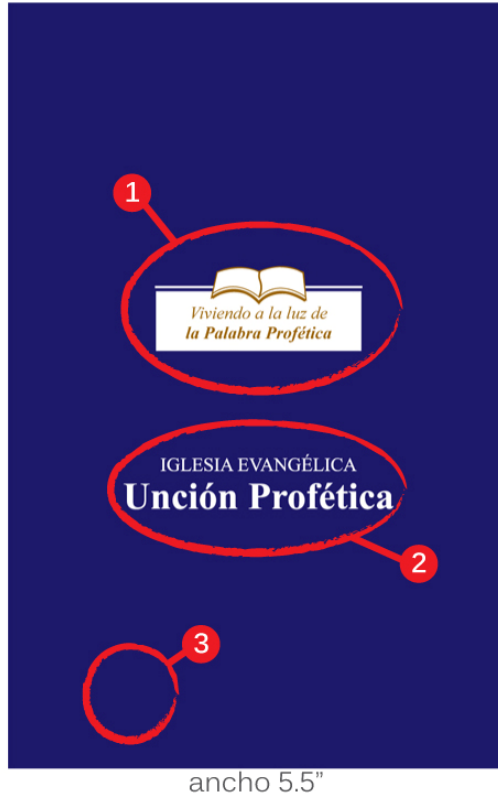 1
Viviendo a la luz de
la Palabra Profética
IGLESIA EVANGÉLICA
Unción Profética
2
3
ancho 5.5”